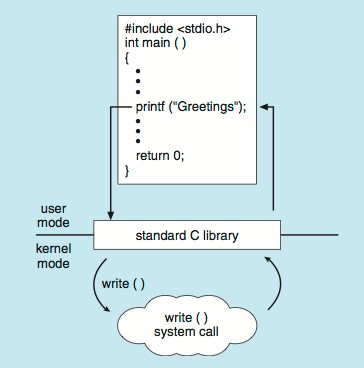 #include <stdio.h>
int main ( )
{
•
•
•
printf ("Greetings");
•
•
•
return 0;
}
user
mode
standard C library
kernel
mode
write ( )
write ( )
system call